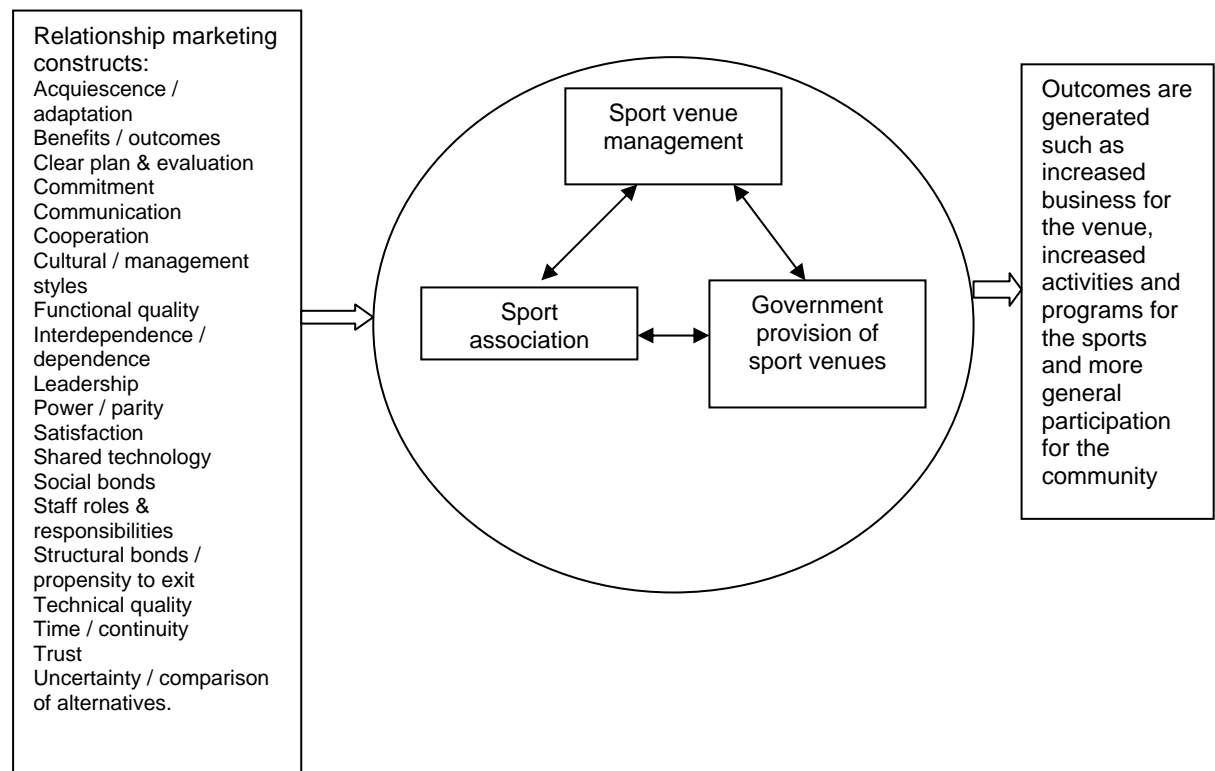 Relationship marketing
constructs:
Acquiescence /
adaptation
Benefits / outcomes
Clear plan & evaluation
Commitment
Communication
Cooperation
Cultural / management
styles
Functional quality
Interdependence /
dependence
Leadership
Power / parity
Satisfaction
Shared technology
Social bonds
Staff roles &
responsibilities
Structural bonds /
propensity to exit
Technical quality
Time / continuity
Trust
Uncertainty / comparison
of alternatives.
Sport venue
management
Sport
association
Government
provision of
sport venues
Outcomes are
generated
such as
increased
business for
the venue,
increased
activities and
programs for
the sports
and more
general
participation
for the
community